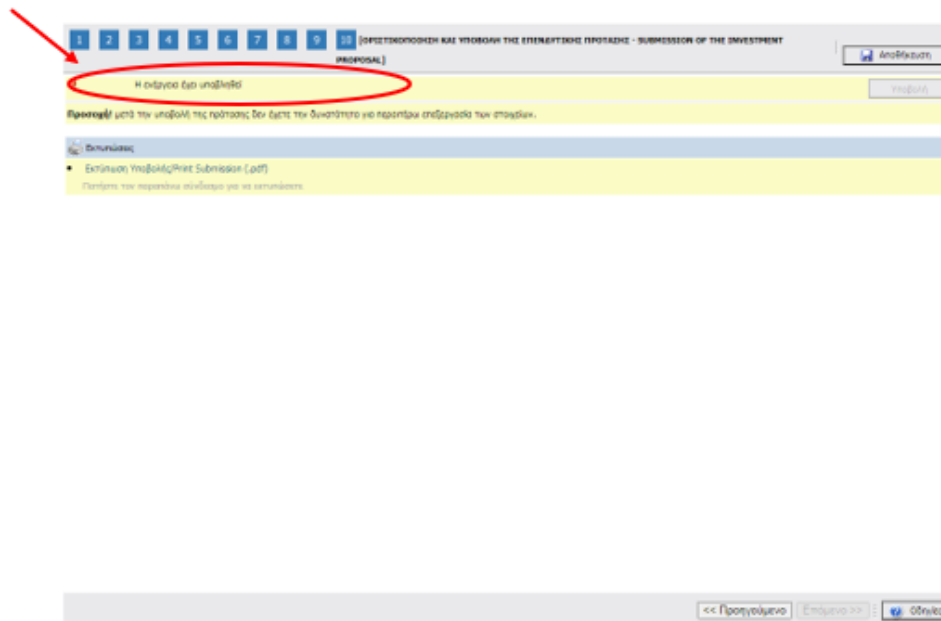 1 2 3 4 5 6 7 8 9 10 [ΟΡΙΣΤΙΚΟΠΟΙΗΣΗ ΚΑΙ ΥΠΟΒΟΛΗ ΤΗΣ ΕΠΕΝΔΥΤΙΚΗΣ ΠΡΟΤΑΣΗΣ - SUBMISSION OF THE INVESTMENT
PROPOSAL]
Αποθήκευση
Η ενέργεια έχει υποβληθεί
Υποβολή
Προσοχή! μετά την υποβολή της πρότασης δεν έχετε την δυνατότητα για περαιτέρω επεξεργασία των στοιχείων.
Εκτυπώσεις
• Εκτύπωση Υποβολής/Print Submission (.pdf)
Πατήστε τον παραπάνω σύνδεσμο για να εκτυπώσετε
<< Προηγούμενο Επόμενο >>